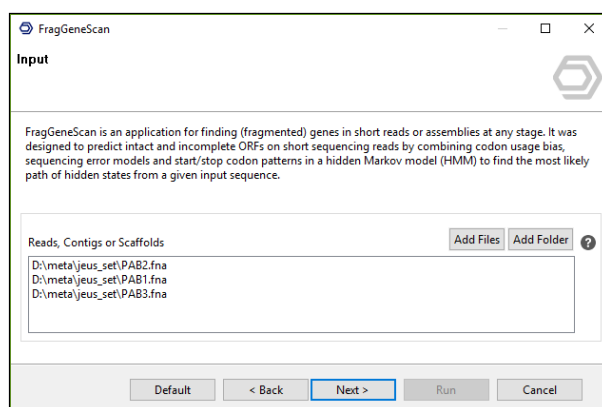 FragGeneScan
Input
FragGeneScan is an application for finding (fragmented) genes in short reads or assemblies at any stage. It was
designed to predict intact and incomplete ORFs on short sequencing reads by combining codon usage bias,
sequencing error models and start/stop codon patterns in a hidden Markov model (HMM) to find the most likely
path of hidden states from a given input sequence.
Reads, Contigs or Scaffolds
Add Files Add Folder ?
D:\meta\jeus_set\PAB2.fna
D:\meta\jeus_set\PAB1.fna
D:\meta\jeus_set\PAB3.fna
Default < Back Next > Run Cancel